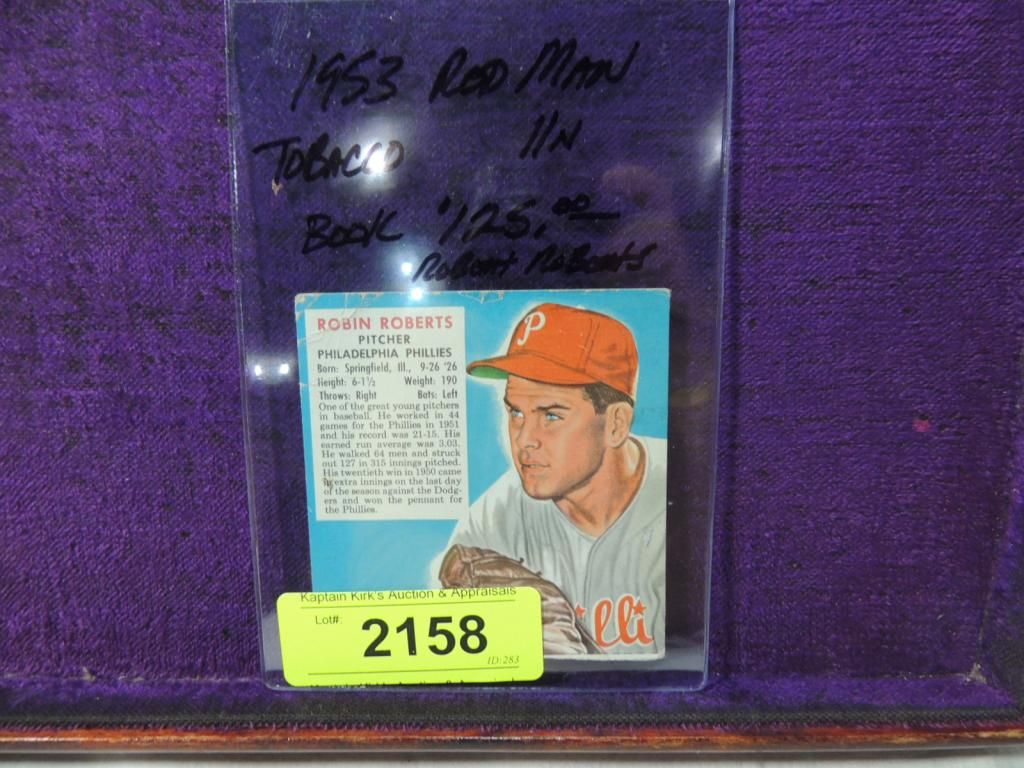 1953 RED MAN
TOBACCO 11N
BOOK $125.00
ROBERT ROBERTS
ROBIN ROBERTS
PITCHER
PHILADELPHIA PHILLIES
Born: Springfield, Ill., 9-26 '26
Height: 6-1½ Weight: 190
Throws: Right Bats: Left
One of the great young pitchers
in baseball. He worked in 44
games for the Phillies in 1951
and his record was 21-15. His
earned run average was 3.03.
He walked 64 men and struck
out 127 in 315 innings pitched.
His twentieth win in 1950 came
extra innings on the last day
of the season against the Dodg-
ers and won the pennant for
the Phillies.
P
illi
Kaptain Kirk's Auction & Appraisals
Lot#:
2158
ID:283